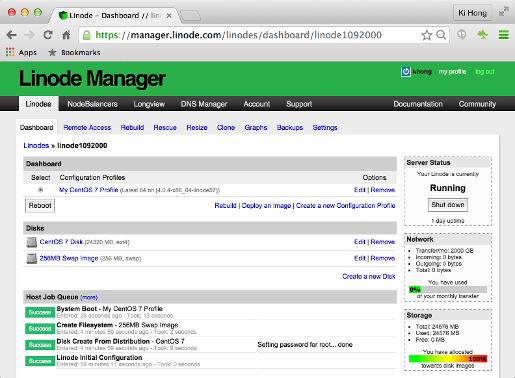 Linode – Dashboard // lin
Ki Hong
https://manager.linode.com/linodes/dashboard/linode1092000
Apps Bookmarks
Linode Manager
khong my profile log out
Linodes NodeBalancers Longview DNS Manager Account Support Documentation Community
Dashboard Remote Access Rebuild Rescue Resize Clone Graphs Backups Settings
Linodes » linode1092000
Dashboard
Select Configuration Profiles Options
My CentOS 7 Profile (Latest 64 bit (4.0.4-x86_64-linode57)) Edit | Remove
Reboot Rebuild | Deploy an Image | Create a new Configuration Profile
Disks
CentOS 7 Disk (24320 MB, ext4) Edit | Remove
256MB Swap Image (256 MB, swap) Edit | Remove
Create a new Disk
Host Job Queue (more)
Success System Boot - My CentOS 7 Profile
Entered: 28 seconds ago - Took: 13 seconds
Success Create Filesystem - 256MB Swap Image
Entered: 4 minutes 59 seconds ago - Took: 2 seconds
Success Disk Create From Distribution - CentOS 7 Setting password for root... done
Entered: 4 minutes 59 seconds ago - Took: 9 seconds
Success Linode Initial Configuration
Entered: 54 minutes 11 seconds ago - Took: 0 seconds
Server Status
Your Linode is currently
Running
Shut down
1 day uptime
Network
Transfer/mo: 2000 GB
Incoming: 0 bytes
Outgoing: 0 bytes
Total: 0 bytes
You have used
0%
of your monthly transfer
Storage
Total: 24576 MB
Used: 24576 MB
Free: 0 MB
You have allocated
100%
towards disk images